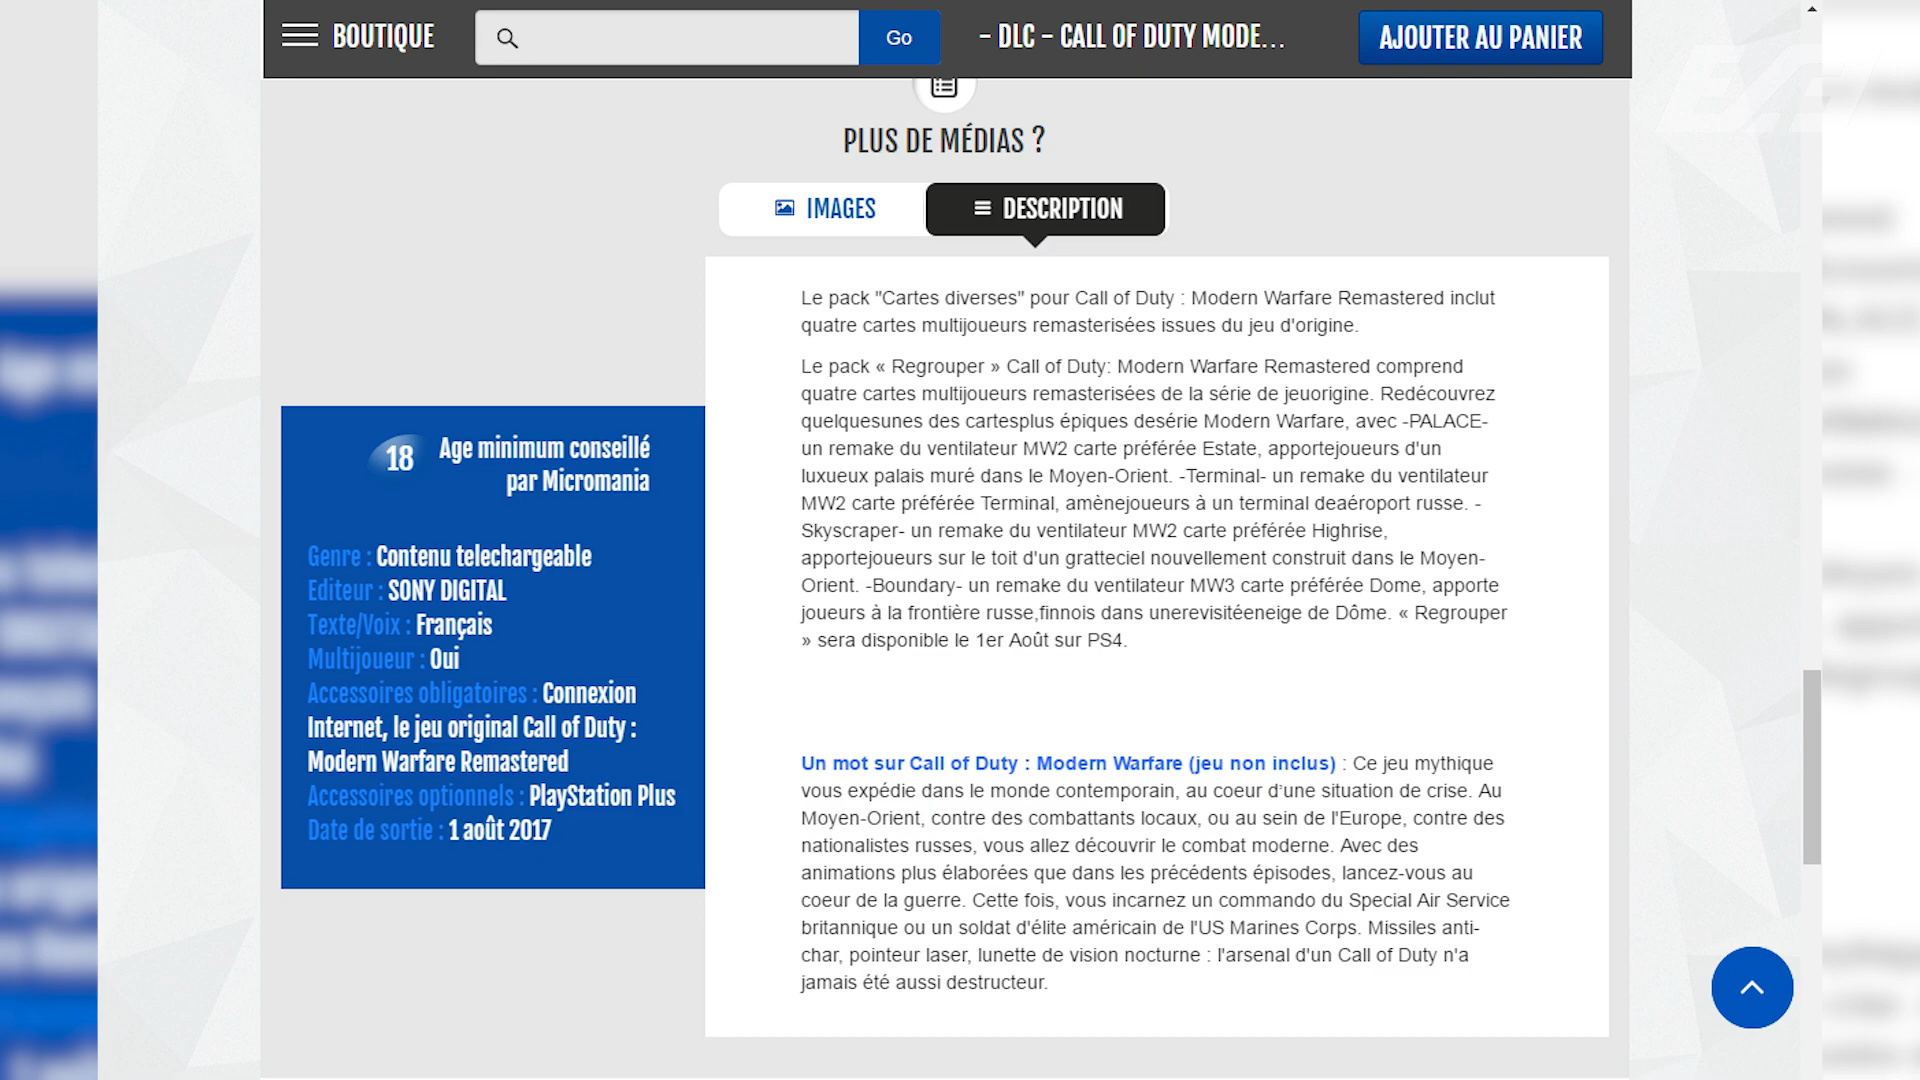 BOUTIQUE
Go
- DLC - CALL OF DUTY MODE...
AJOUTER AU PANIER
PLUS DE MÉDIAS ?
IMAGES
DESCRIPTION
Le pack "Cartes diverses" pour Call of Duty : Modern Warfare Remastered inclut
quatre cartes multijoueurs remasterisées issues du jeu d'origine.
Le pack « Regrouper » Call of Duty: Modern Warfare Remastered comprend
quatre cartes multijoueurs remasterisées de la série de jeuorigine. Redécouvrez
quelquesunes des cartesplus épiques desérie Modern Warfare, avec -PALACE-
un remake du ventilateur MW2 carte préférée Estate, apportejoueurs d'un
luxueux palais muré dans le Moyen-Orient. -Terminal- un remake du ventilateur
MW2 carte préférée Terminal, amènejoueurs à un terminal deaéroport russe. -
Skyscraper- un remake du ventilateur MW2 carte préférée Highrise,
apportejoueurs sur le toit d'un gratteciel nouvellement construit dans le Moyen-
Orient. -Boundary- un remake du ventilateur MW3 carte préférée Dome, apporte
joueurs à la frontière russe,finnois dans unerevisitéeneige de Dôme. « Regrouper
» sera disponible le 1er Août sur PS4.
18
Age minimum conseillé
par Micromania
Genre : Contenu telechargeable
Editeur : SONY DIGITAL
Texte/Voix : Français
Multijoueur : Oui
Accessoires obligatoires : Connexion
Internet, le jeu original Call of Duty :
Modern Warfare Remastered
Accessoires optionnels : PlayStation Plus
Date de sortie : 1 août 2017
Un mot sur Call of Duty : Modern Warfare (jeu non inclus) : Ce jeu mythique
vous expédie dans le monde contemporain, au coeur d'une situation de crise. Au
Moyen-Orient, contre des combattants locaux, ou au sein de l'Europe, contre des
nationalistes russes, vous allez découvrir le combat moderne. Avec des
animations plus élaborées que dans les précédents épisodes, lancez-vous au
coeur de la guerre. Cette fois, vous incarnez un commando du Special Air Service
britannique ou un soldat d'élite américain de l'US Marines Corps. Missiles anti-
char, pointeur laser, lunette de vision nocturne : l'arsenal d'un Call of Duty n'a
jamais été aussi destructeur.